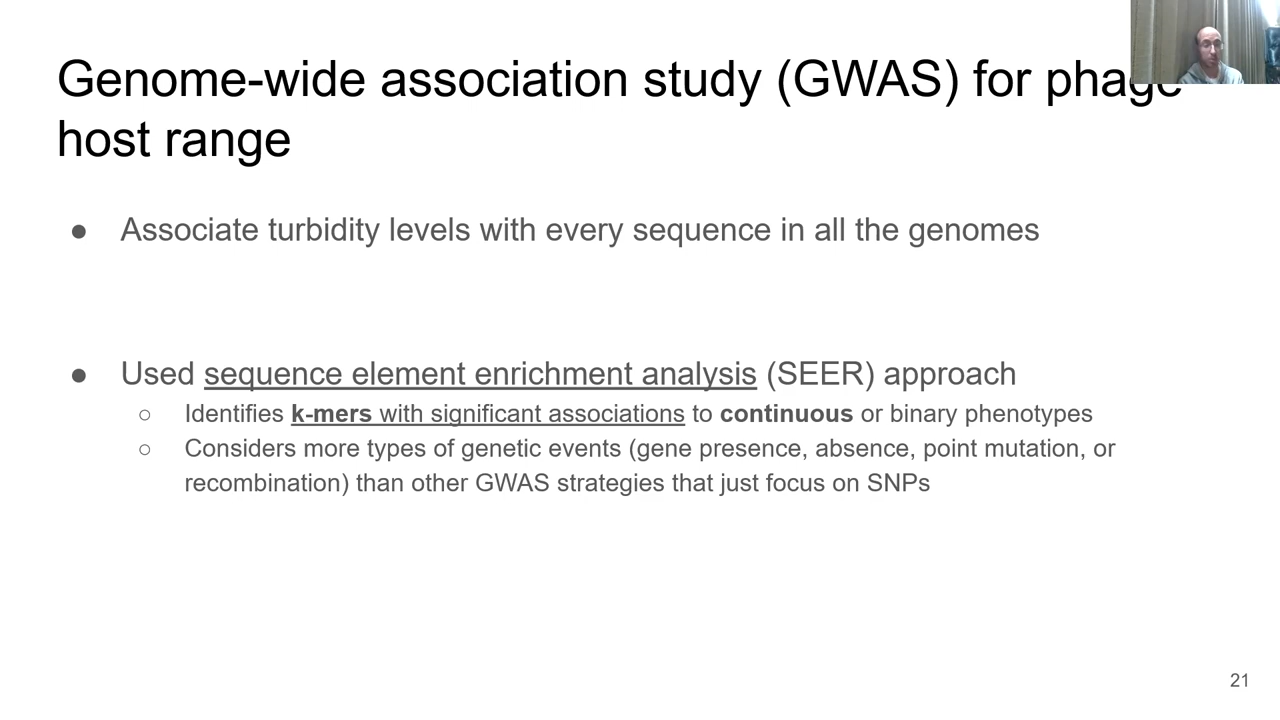 Genome-wide association study (GWAS) for phage
host range
● Associate turbidity levels with every sequence in all the genomes
● Used sequence element enrichment analysis (SEER) approach
○ Identifies k-mers with significant associations to continuous or binary phenotypes
○ Considers more types of genetic events (gene presence, absence, point mutation, or
recombination) than other GWAS strategies that just focus on SNPs
21